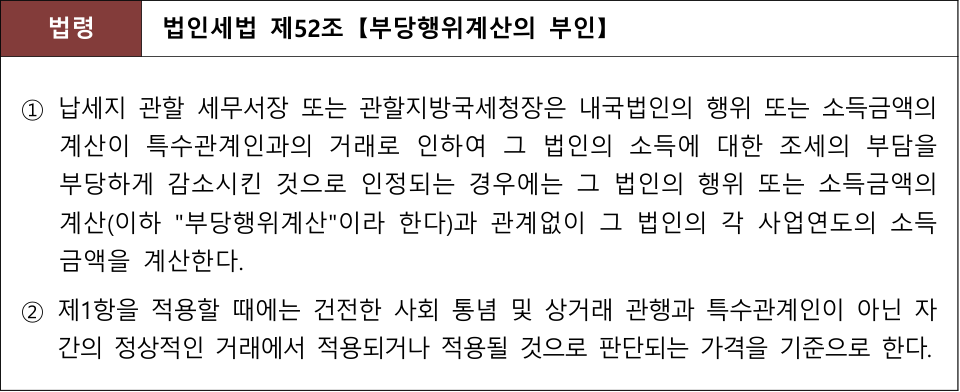 법령 법인세법 제52조 【부당행위계산의 부인】
① 납세지 관할 세무서장 또는 관할지방국세청장은 내국법인의 행위 또는 소득금액의
계산이 특수관계인과의 거래로 인하여 그 법인의 소득에 대한 조세의 부담을
부당하게 감소시킨 것으로 인정되는 경우에는 그 법인의 행위 또는 소득금액의
계산(이하 "부당행위계산"이라 한다)과 관계없이 그 법인의 각 사업연도의 소득
금액을 계산한다.
② 제1항을 적용할 때에는 건전한 사회 통념 및 상거래 관행과 특수관계인이 아닌 자
간의 정상적인 거래에서 적용되거나 적용될 것으로 판단되는 가격을 기준으로 한다.